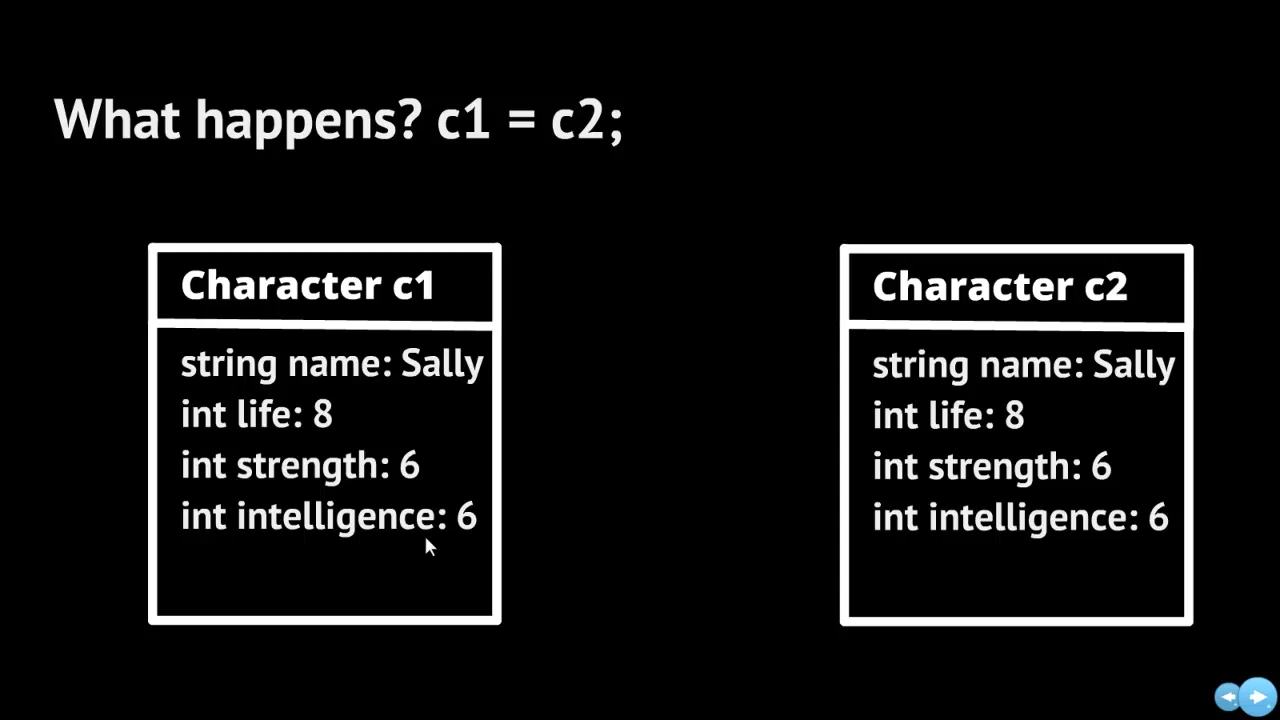 What happens? c1 = c2;
Character c1
string name: Sally
int life: 8
int strength: 6
int intelligence: 6
Character c2
string name: Sally
int life: 8
int strength: 6
int intelligence: 6